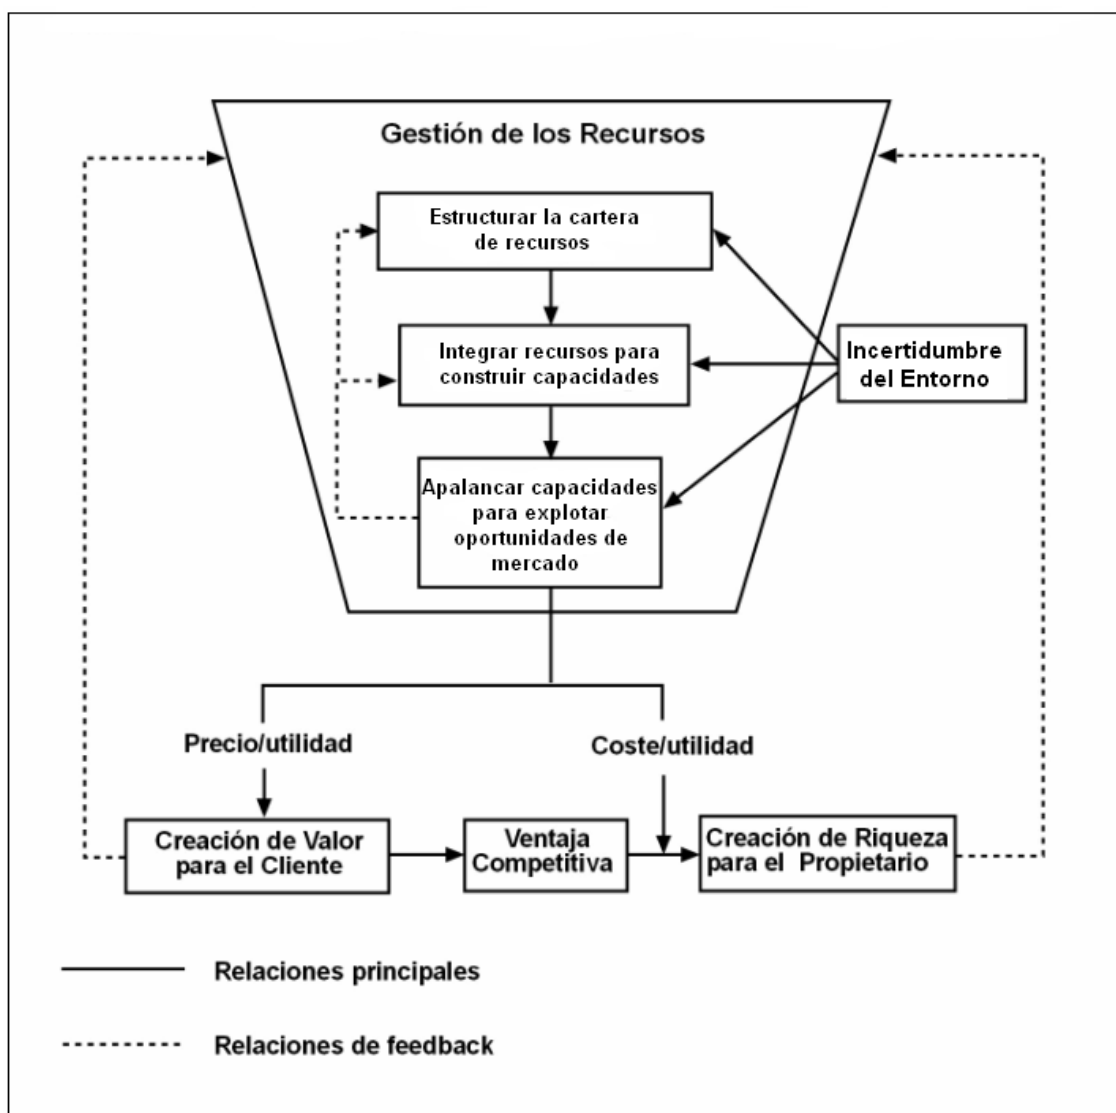 Gestión de los Recursos
Estructurar la cartera
de recursos
Integrar recursos para
construir capacidades
Incertidumbre
del Entorno
Apalancar capacidades
para explotar
oportunidades de
mercado
Precio/utilidad
Coste/utilidad
Creación de Valor
para el Cliente
Ventaja
Competitiva
Creación de Riqueza
para el Propietario
Relaciones principales
Relaciones de feedback